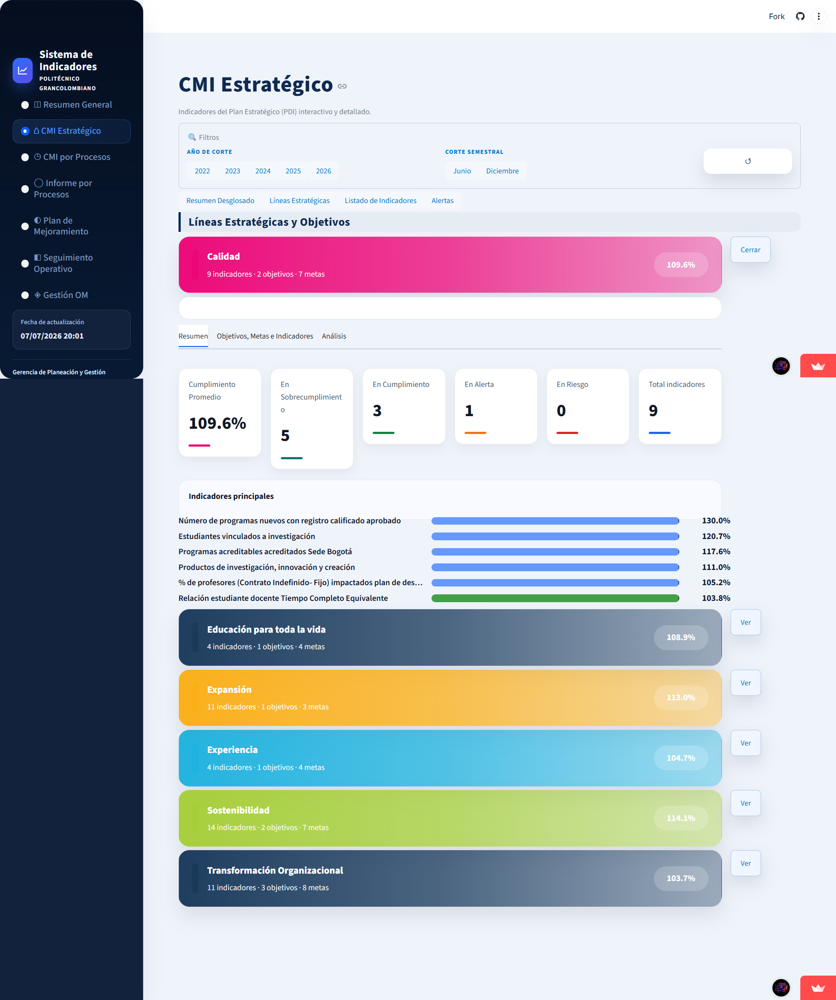 Fork
Sistema de
Indicadores
POLITÉCNICO
GRANCOLOMBIANO
Resumen General
CMI Estratégico
CMI por Procesos
Informe por
Procesos
Plan de
Mejoramiento
Seguimiento
Operativo
Gestión OM
Fecha de actualización
07/07/2026 20:01
Gerencia de Planeación y Gestión
CMI Estratégico
Indicadores del Plan Estratégico (PDI) interactivo y detallado.
Filtros
AÑO DE CORTE
CORTE SEMESTRAL
2022 2023 2024 2025 2026
Junio Diciembre
Resumen Desglosado Líneas Estratégicas Listado de Indicadores Alertas
Líneas Estratégicas y Objetivos
Calidad
9 indicadores · 2 objetivos · 7 metas
109.6%
Cerrar
Resumen Objetivos, Metas e Indicadores Análisis
Cumplimiento
Promedio
109.6%
En
Sobrecumplimient
o
5
En Cumplimiento
3
En Alerta
1
En Riesgo
0
Total indicadores
9
Indicadores principales
Número de programas nuevos con registro calificado aprobado 130.0%
Estudiantes vinculados a investigación 120.7%
Programas acreditables acreditados Sede Bogotá 117.6%
Productos de investigación, innovación y creación 111.0%
% de profesores (Contrato Indefinido- Fijo) impactados plan de des... 105.2%
Relación estudiante docente Tiempo Completo Equivalente 103.8%
Educación para toda la vida
4 indicadores · 1 objetivos · 4 metas
108.9%
Ver
Expansión
11 indicadores · 1 objetivos · 3 metas
113.0%
Ver
Experiencia
4 indicadores · 1 objetivos · 4 metas
104.7%
Ver
Sostenibilidad
14 indicadores · 2 objetivos · 7 metas
114.1%
Ver
Transformación Organizacional
11 indicadores · 3 objetivos · 8 metas
103.7%
Ver